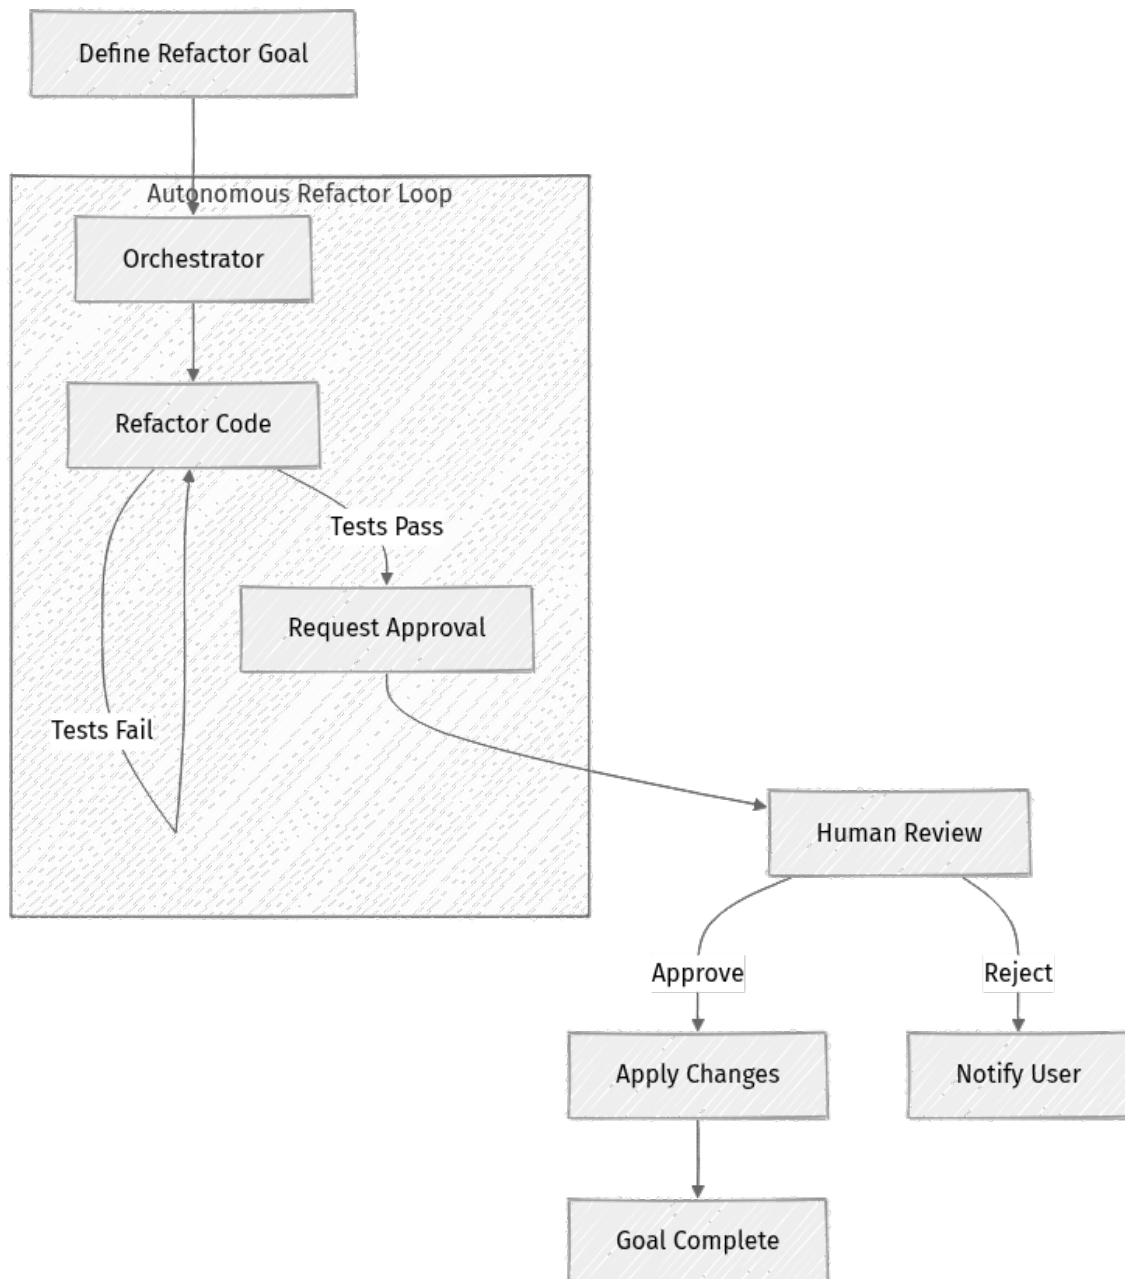 Define Refactor Goal
Autonomous Refactor Loop
Orchestrator
Refactor Code
Tests Pass
Request Approval
Tests Fail
Human Review
Approve
Reject
Apply Changes
Notify User
Goal Complete